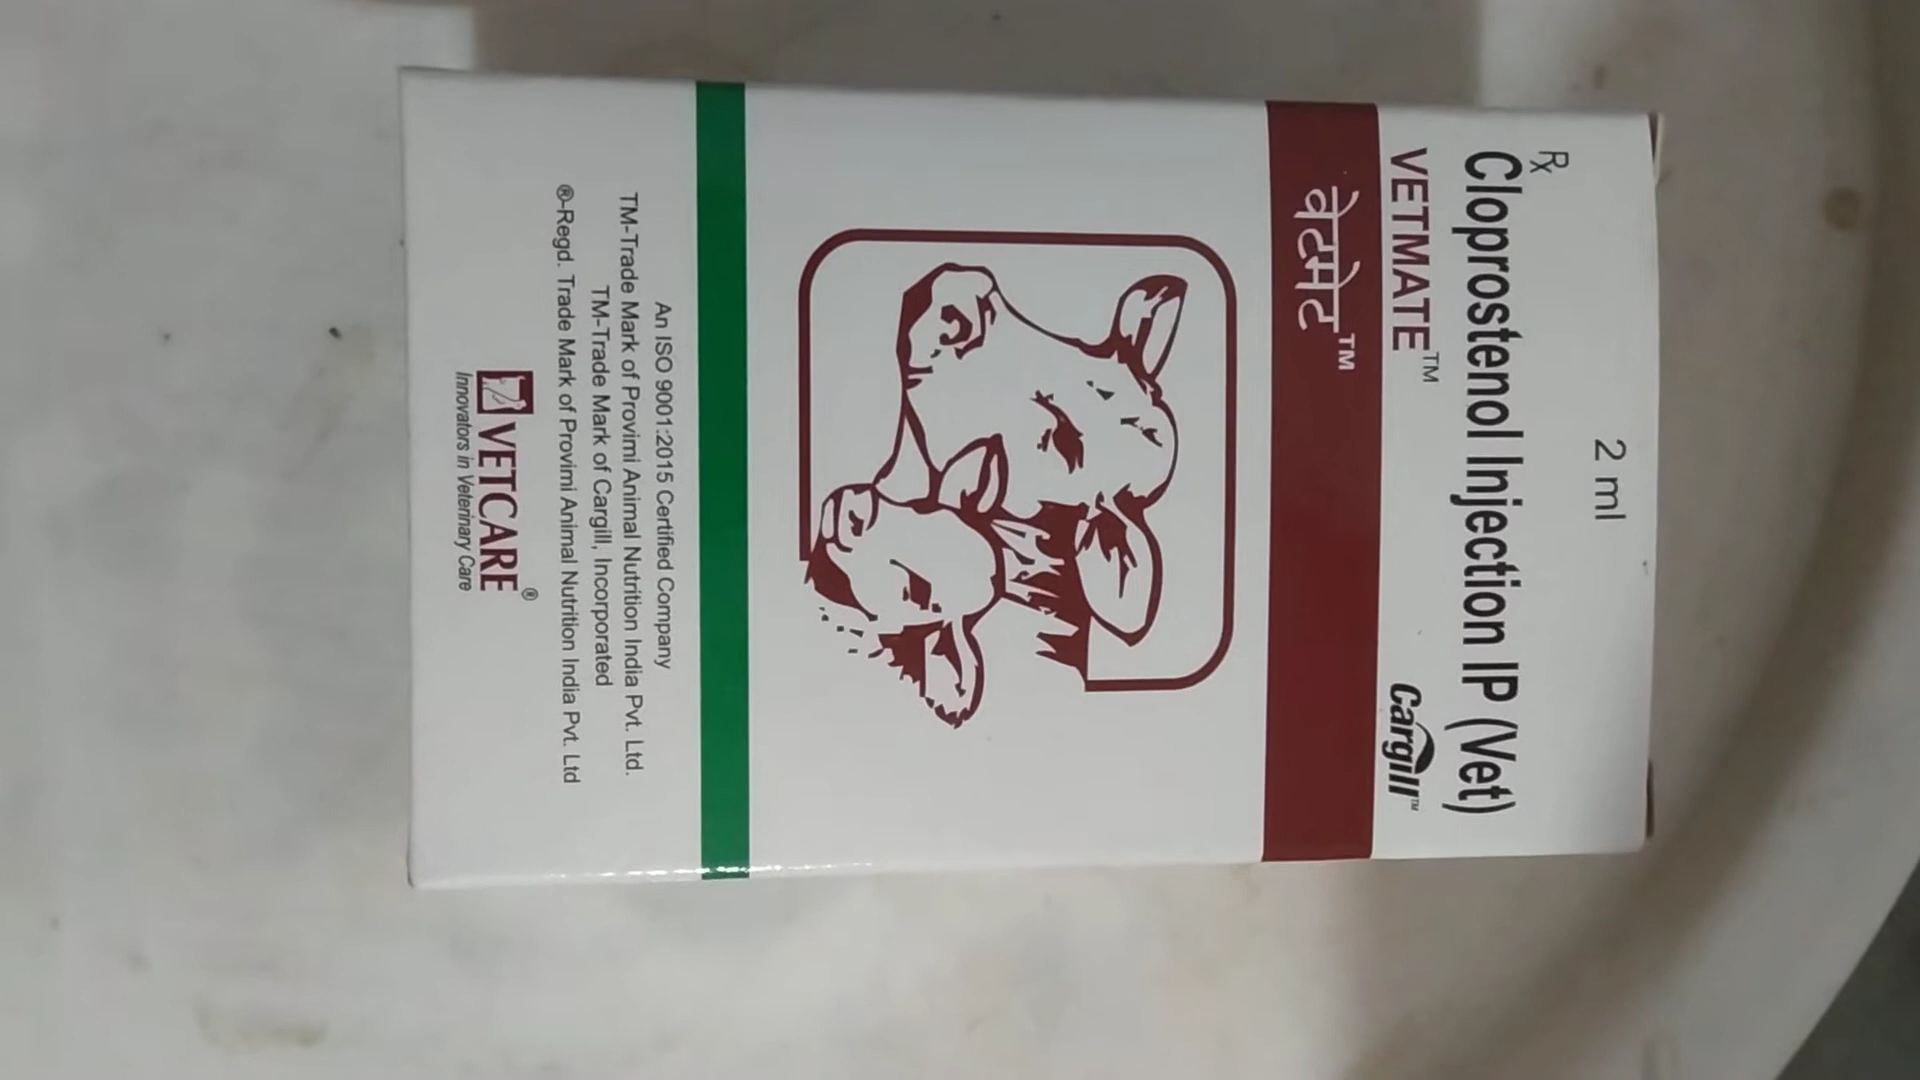 2 ml
Rx
Cloprostenol Injection IP (Vet)
VETMATE™ Cargill™
वेटमेट™
An ISO 9001:2015 Certified Company
TM-Trade Mark of Provimi Animal Nutrition India Pvt. Ltd.
TM-Trade Mark of Cargill, Incorporated
®-Regd. Trade Mark of Provimi Animal Nutrition India Pvt. Ltd
VETCARE®
Innovators in Veterinary Care